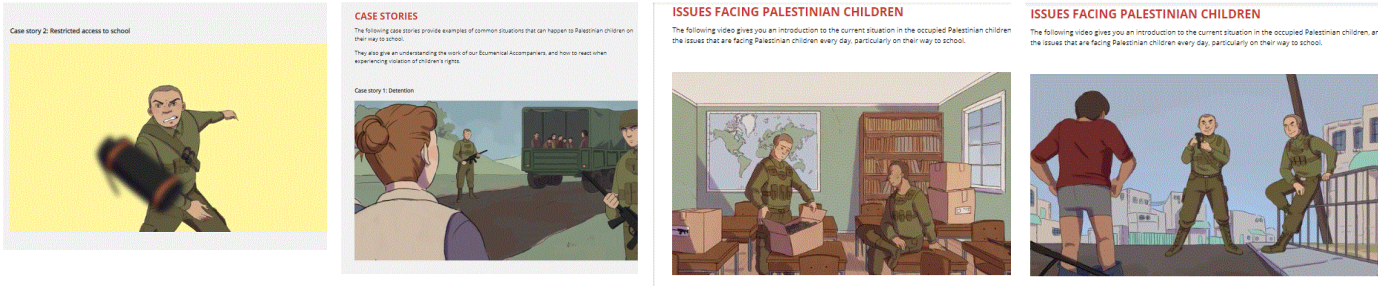 Case story 2: Restricted access to school
CASE STORIES
The following case stories provide examples of common situations that can happen to Palestinian children on
their way to school.
They also give an understanding the work of our Ecumenical Accompaniers, and how to react when
experiencing violation of children's rights.
Case story 1: Detention
ISSUES FACING PALESTINIAN CHILDREN
The following video gives you an introduction to the current situation in the occupied Palestinian children
the issues that are facing Palestinian children every day, particularly on their way to school.
ISSUES FACING PALESTINIAN CHILDREN
The following video gives you an introduction to the current situation in the occupied Palestinian children, an
the issues that are facing Palestinian children every day, particularly on their way to school.